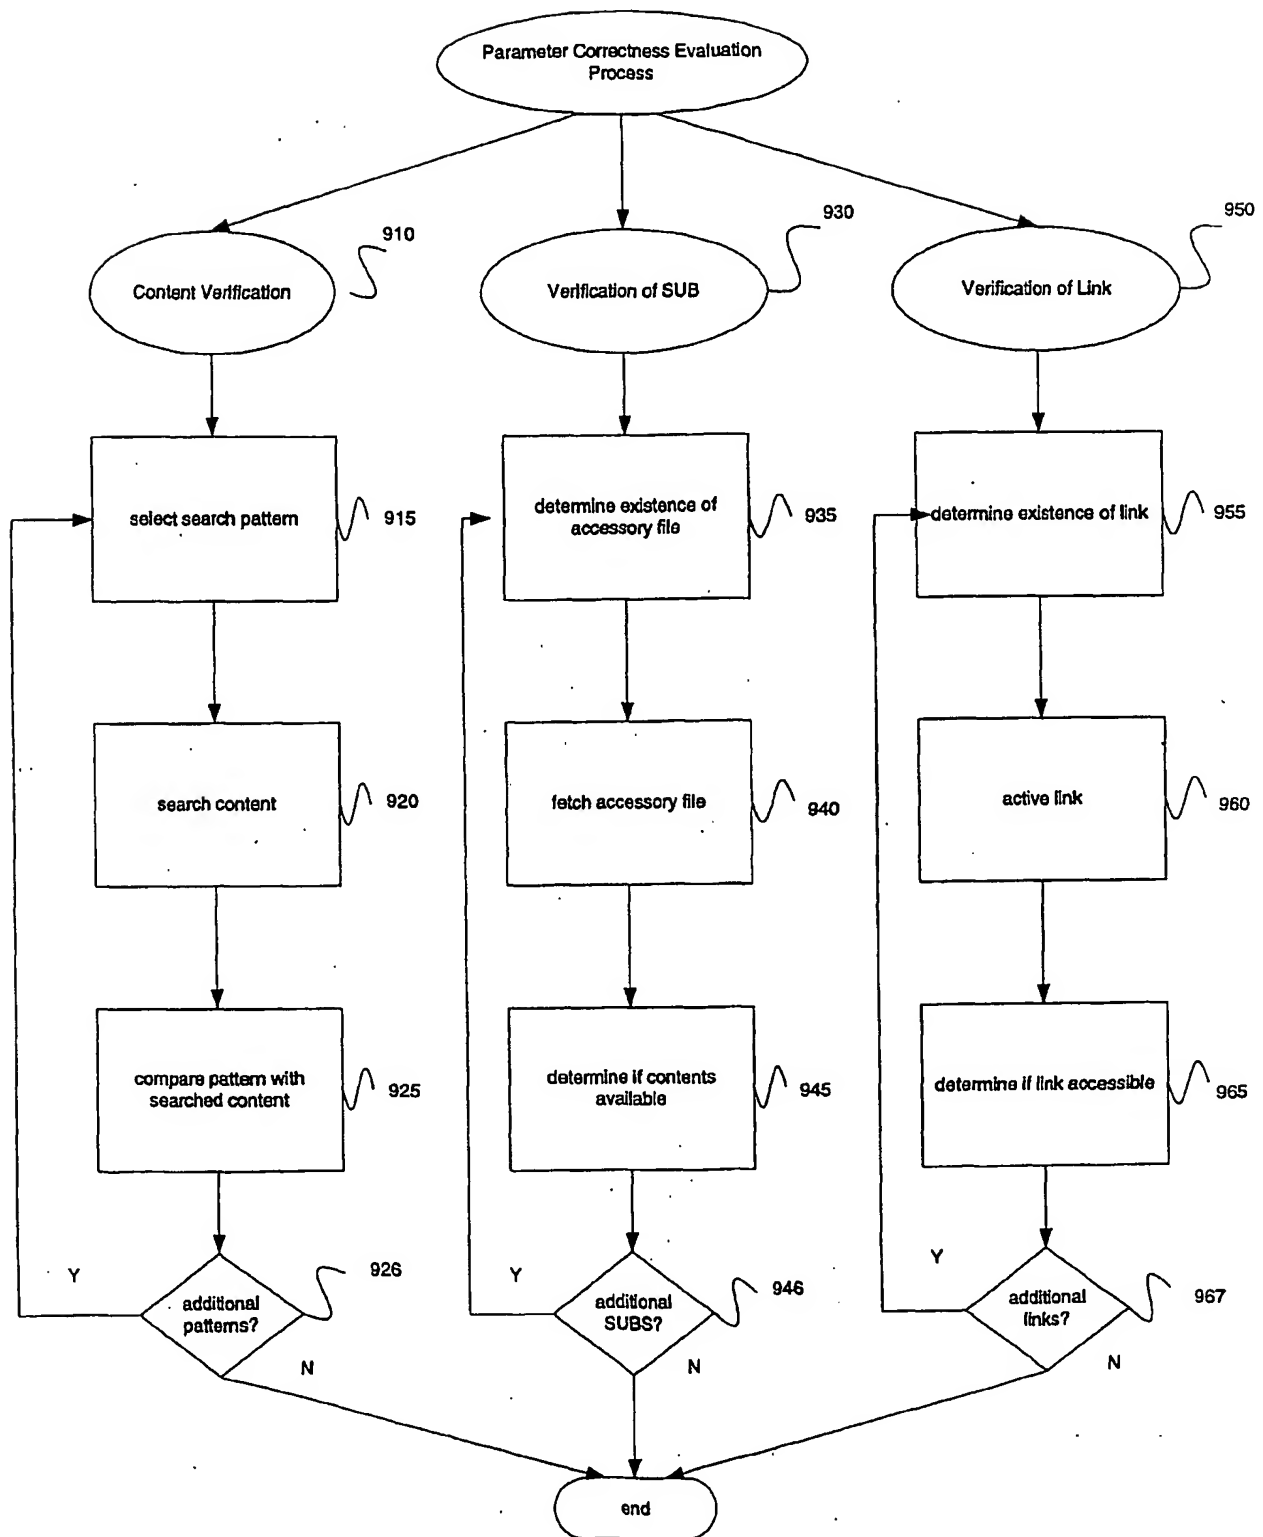 Parameter Correctness Evaluation
Process
910
930
950
Content Verification
Verification of SUB
Verification of Link
select search pattern
915
determine existence of
accessory file
935
determine existence of link
955
search content
920
fetch accessory file
940
active link
960
compare pattern with
searched content
925
determine if contents
available
945
determine if link accessible
965
Y
additional
patterns?
926
N
Y
additional
SUBS?
946
N
Y
additional
links?
967
N
end